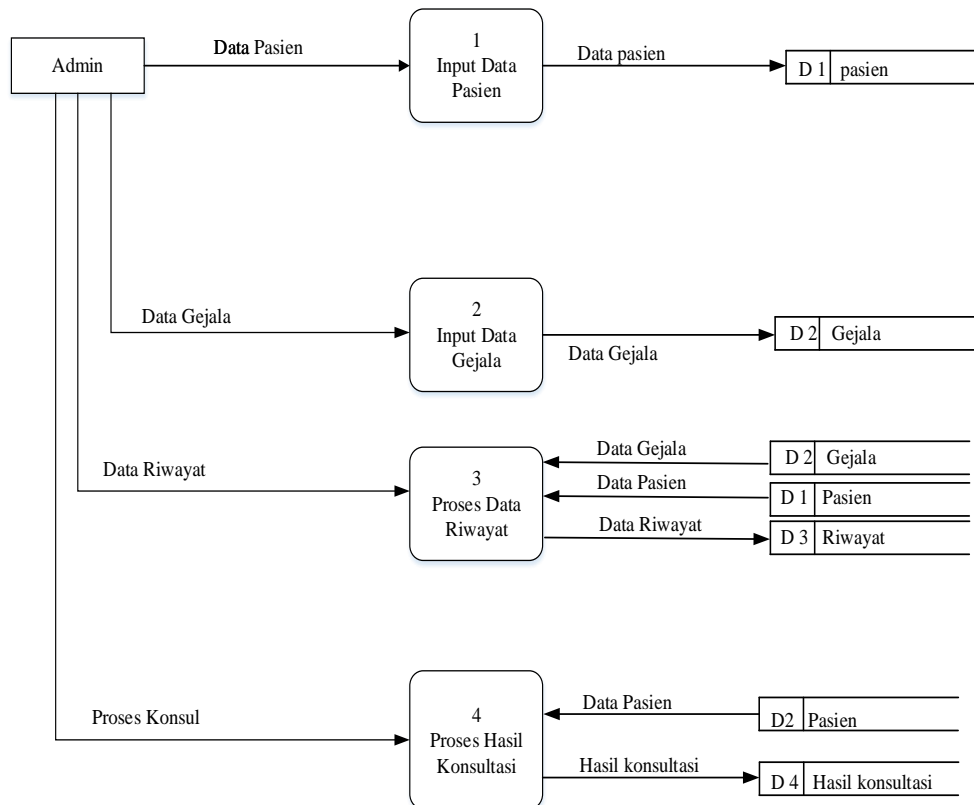 Admin
Data Pasien
1
Input Data
Pasien
Data pasien
D 1 pasien
Data Gejala
2
Input Data
Gejala
Data Gejala
D 2 Gejala
Data Riwayat
3
Proses Data
Riwayat
Data Gejala
D 2 Gejala
Data Pasien
D 1 Pasien
Data Riwayat
D 3 Riwayat
Proses Konsul
4
Proses Hasil
Konsultasi
Data Pasien
D2 Pasien
Hasil konsultasi
D 4 Hasil konsultasi